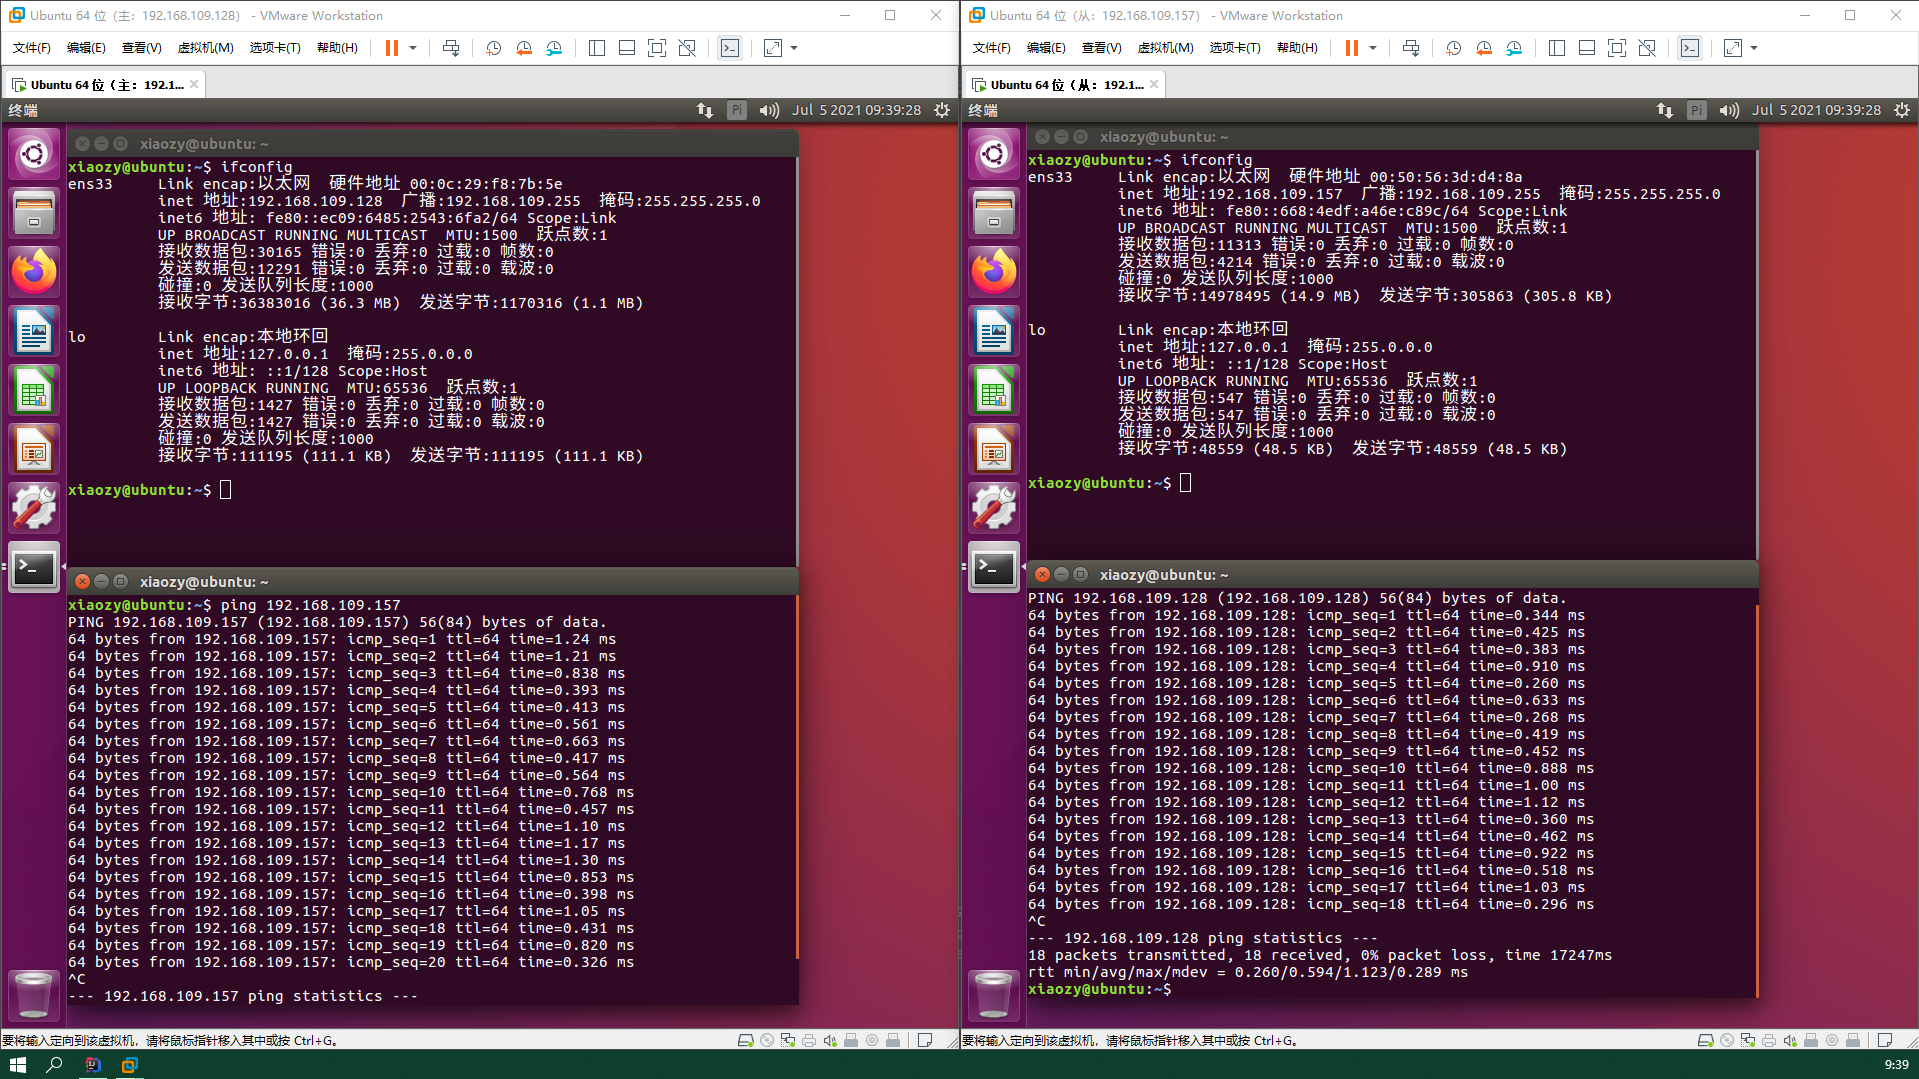 Ubuntu 64 位（主：192.168.109.128） - VMware Workstation
文件(F) 编辑(E) 查看(V) 虚拟机(M) 选项卡(T) 帮助(H)
Ubuntu 64 位（主：192.1...
终端
Pi
Jul 5 2021 09:39:28
xiaozy@ubuntu: ~
xiaozy@ubuntu:~$ ifconfig
ens33 Link encap:以太网 硬件地址 00:0c:29:f8:7b:5e
inet 地址:192.168.109.128 广播:192.168.109.255 掩码:255.255.255.0
inet6 地址: fe80::ec09:6485:2543:6fa2/64 Scope:Link
UP BROADCAST RUNNING MULTICAST MTU:1500 跃点数:1
接收数据包:30165 错误:0 丢弃:0 过载:0 帧数:0
发送数据包:12291 错误:0 丢弃:0 过载:0 载波:0
碰撞:0 发送队列长度:1000
接收字节:36383016 (36.3 MB) 发送字节:1170316 (1.1 MB)
lo Link encap:本地环回
inet 地址:127.0.0.1 掩码:255.0.0.0
inet6 地址: ::1/128 Scope:Host
UP LOOPBACK RUNNING MTU:65536 跃点数:1
接收数据包:1427 错误:0 丢弃:0 过载:0 帧数:0
发送数据包:1427 错误:0 丢弃:0 过载:0 载波:0
碰撞:0 发送队列长度:1000
接收字节:111195 (111.1 KB) 发送字节:111195 (111.1 KB)
xiaozy@ubuntu:~$
xiaozy@ubuntu: ~
xiaozy@ubuntu:~$ ping 192.168.109.157
PING 192.168.109.157 (192.168.109.157) 56(84) bytes of data.
64 bytes from 192.168.109.157: icmp_seq=1 ttl=64 time=1.24 ms
64 bytes from 192.168.109.157: icmp_seq=2 ttl=64 time=1.21 ms
64 bytes from 192.168.109.157: icmp_seq=3 ttl=64 time=0.838 ms
64 bytes from 192.168.109.157: icmp_seq=4 ttl=64 time=0.393 ms
64 bytes from 192.168.109.157: icmp_seq=5 ttl=64 time=0.413 ms
64 bytes from 192.168.109.157: icmp_seq=6 ttl=64 time=0.561 ms
64 bytes from 192.168.109.157: icmp_seq=7 ttl=64 time=0.663 ms
64 bytes from 192.168.109.157: icmp_seq=8 ttl=64 time=0.417 ms
64 bytes from 192.168.109.157: icmp_seq=9 ttl=64 time=0.564 ms
64 bytes from 192.168.109.157: icmp_seq=10 ttl=64 time=0.768 ms
64 bytes from 192.168.109.157: icmp_seq=11 ttl=64 time=0.457 ms
64 bytes from 192.168.109.157: icmp_seq=12 ttl=64 time=1.10 ms
64 bytes from 192.168.109.157: icmp_seq=13 ttl=64 time=1.17 ms
64 bytes from 192.168.109.157: icmp_seq=14 ttl=64 time=1.30 ms
64 bytes from 192.168.109.157: icmp_seq=15 ttl=64 time=0.853 ms
64 bytes from 192.168.109.157: icmp_seq=16 ttl=64 time=0.398 ms
64 bytes from 192.168.109.157: icmp_seq=17 ttl=64 time=1.05 ms
64 bytes from 192.168.109.157: icmp_seq=18 ttl=64 time=0.431 ms
64 bytes from 192.168.109.157: icmp_seq=19 ttl=64 time=0.820 ms
64 bytes from 192.168.109.157: icmp_seq=20 ttl=64 time=0.326 ms
^C
--- 192.168.109.157 ping statistics ---
要将输入定向到该虚拟机，请将鼠标指针移入其中或按 Ctrl+G。
Ubuntu 64 位（从：192.168.109.157） - VMware Workstation
文件(F) 编辑(E) 查看(V) 虚拟机(M) 选项卡(T) 帮助(H)
Ubuntu 64 位（从：192.1...
终端
Pi
Jul 5 2021 09:39:28
xiaozy@ubuntu: ~
xiaozy@ubuntu:~$ ifconfig
ens33 Link encap:以太网 硬件地址 00:50:56:3d:d4:8a
inet 地址:192.168.109.157 广播:192.168.109.255 掩码:255.255.255.0
inet6 地址: fe80::668:4edf:a46e:c89c/64 Scope:Link
UP BROADCAST RUNNING MULTICAST MTU:1500 跃点数:1
接收数据包:11313 错误:0 丢弃:0 过载:0 帧数:0
发送数据包:4214 错误:0 丢弃:0 过载:0 载波:0
碰撞:0 发送队列长度:1000
接收字节:14978495 (14.9 MB) 发送字节:305863 (305.8 KB)
lo Link encap:本地环回
inet 地址:127.0.0.1 掩码:255.0.0.0
inet6 地址: ::1/128 Scope:Host
UP LOOPBACK RUNNING MTU:65536 跃点数:1
接收数据包:547 错误:0 丢弃:0 过载:0 帧数:0
发送数据包:547 错误:0 丢弃:0 过载:0 载波:0
碰撞:0 发送队列长度:1000
接收字节:48559 (48.5 KB) 发送字节:48559 (48.5 KB)
xiaozy@ubuntu:~$
xiaozy@ubuntu: ~
PING 192.168.109.128 (192.168.109.128) 56(84) bytes of data.
64 bytes from 192.168.109.128: icmp_seq=1 ttl=64 time=0.344 ms
64 bytes from 192.168.109.128: icmp_seq=2 ttl=64 time=0.425 ms
64 bytes from 192.168.109.128: icmp_seq=3 ttl=64 time=0.383 ms
64 bytes from 192.168.109.128: icmp_seq=4 ttl=64 time=0.910 ms
64 bytes from 192.168.109.128: icmp_seq=5 ttl=64 time=0.260 ms
64 bytes from 192.168.109.128: icmp_seq=6 ttl=64 time=0.633 ms
64 bytes from 192.168.109.128: icmp_seq=7 ttl=64 time=0.268 ms
64 bytes from 192.168.109.128: icmp_seq=8 ttl=64 time=0.419 ms
64 bytes from 192.168.109.128: icmp_seq=9 ttl=64 time=0.452 ms
64 bytes from 192.168.109.128: icmp_seq=10 ttl=64 time=0.888 ms
64 bytes from 192.168.109.128: icmp_seq=11 ttl=64 time=1.00 ms
64 bytes from 192.168.109.128: icmp_seq=12 ttl=64 time=1.12 ms
64 bytes from 192.168.109.128: icmp_seq=13 ttl=64 time=0.360 ms
64 bytes from 192.168.109.128: icmp_seq=14 ttl=64 time=0.462 ms
64 bytes from 192.168.109.128: icmp_seq=15 ttl=64 time=0.922 ms
64 bytes from 192.168.109.128: icmp_seq=16 ttl=64 time=0.518 ms
64 bytes from 192.168.109.128: icmp_seq=17 ttl=64 time=1.03 ms
64 bytes from 192.168.109.128: icmp_seq=18 ttl=64 time=0.296 ms
^C
--- 192.168.109.128 ping statistics ---
18 packets transmitted, 18 received, 0% packet loss, time 17247ms
rtt min/avg/max/mdev = 0.260/0.594/1.123/0.289 ms
xiaozy@ubuntu:~$
要将输入定向到该虚拟机，请将鼠标指针移入其中或按 Ctrl+G。
9:39